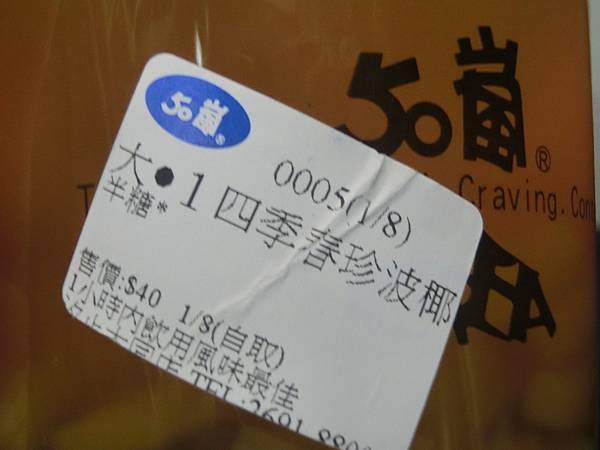 50嵐®
Craving.
50嵐®
0005(1/8)
大●1四季春珍波椰
半糖*
售價:$40 1/8(自取)
1小時內飲用風味最佳